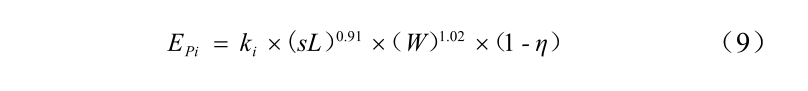 E_{Pi} = k_i × (sL)^{0.91} × (W)^{1.02} × (1 - η) （9）